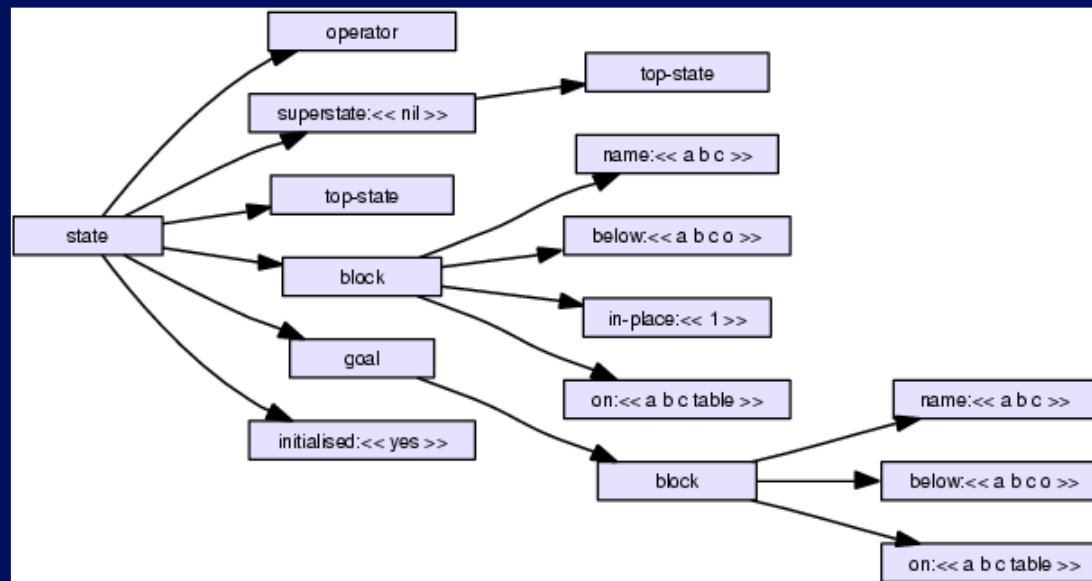 operator
top-state
superstate:<< nil >>
name:<< a b c >>
top-state
below:<< a b c o >>
state
block
in-place:<< 1 >>
goal
on:<< a b c table >>
name:<< a b c >>
initialised:<< yes >>
block
below:<< a b c o >>
on:<< a b c table >>